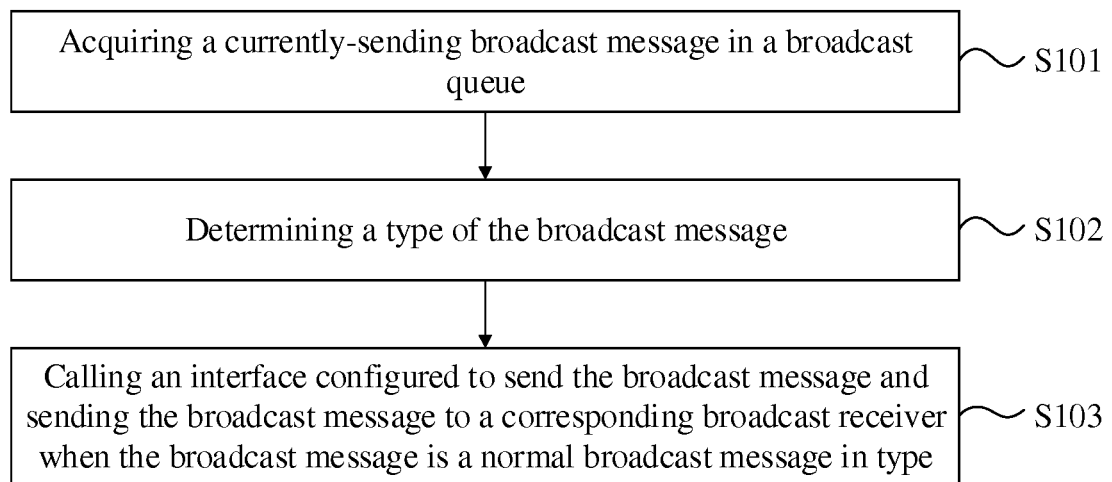 Acquiring a currently-sending broadcast message in a broadcast
queue
S101
Determining a type of the broadcast message
S102
Calling an interface configured to send the broadcast message and
sending the broadcast message to a corresponding broadcast receiver
when the broadcast message is a normal broadcast message in type
S103